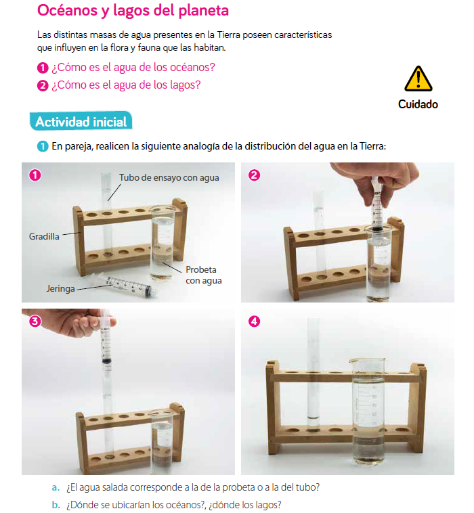 Océanos y lagos del planeta
Las distintas masas de agua presentes en la Tierra poseen características
que influyen en la flora y fauna que las habitan.
1 ¿Cómo es el agua de los océanos?
2 ¿Cómo es el agua de los lagos?
Cuidado
Actividad inicial
1 En pareja, realicen la siguiente analogía de la distribución del agua en la Tierra:
1
Tubo de ensayo con agua
Gradilla
Probeta
con agua
Jeringa
2
3
4
a. ¿El agua salada corresponde a la de la probeta o a la del tubo?
b. ¿Dónde se ubicarían los océanos?, ¿dónde los lagos?